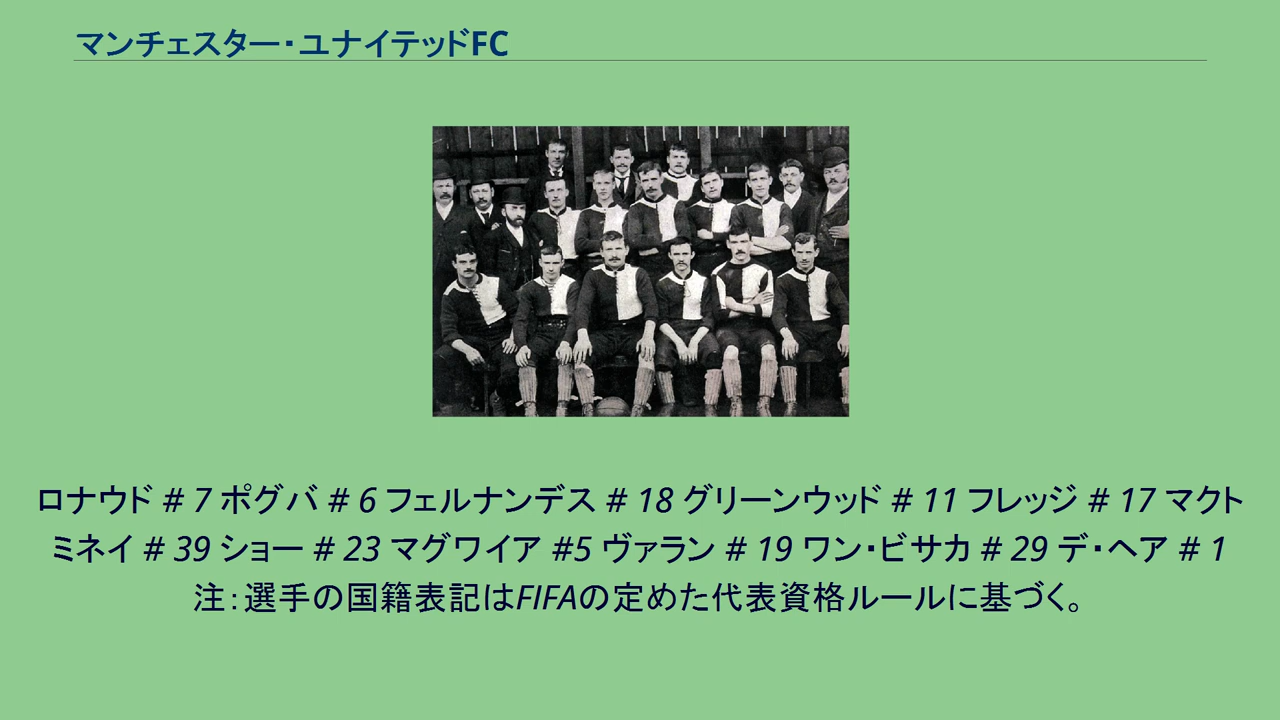 マンチェスター・ユナイテッドFC
ロナウド # 7 ポグバ # 6 フェルナンデス # 18 グリーンウッド # 11 フレッジ # 17 マクト
ミネイ # 39 ショー # 23 マグワイア #5 ヴァラン # 19 ワン・ビサカ # 29 デ・ヘア # 1
注：選手の国籍表記はFIFAの定めた代表資格ルールに基づく。